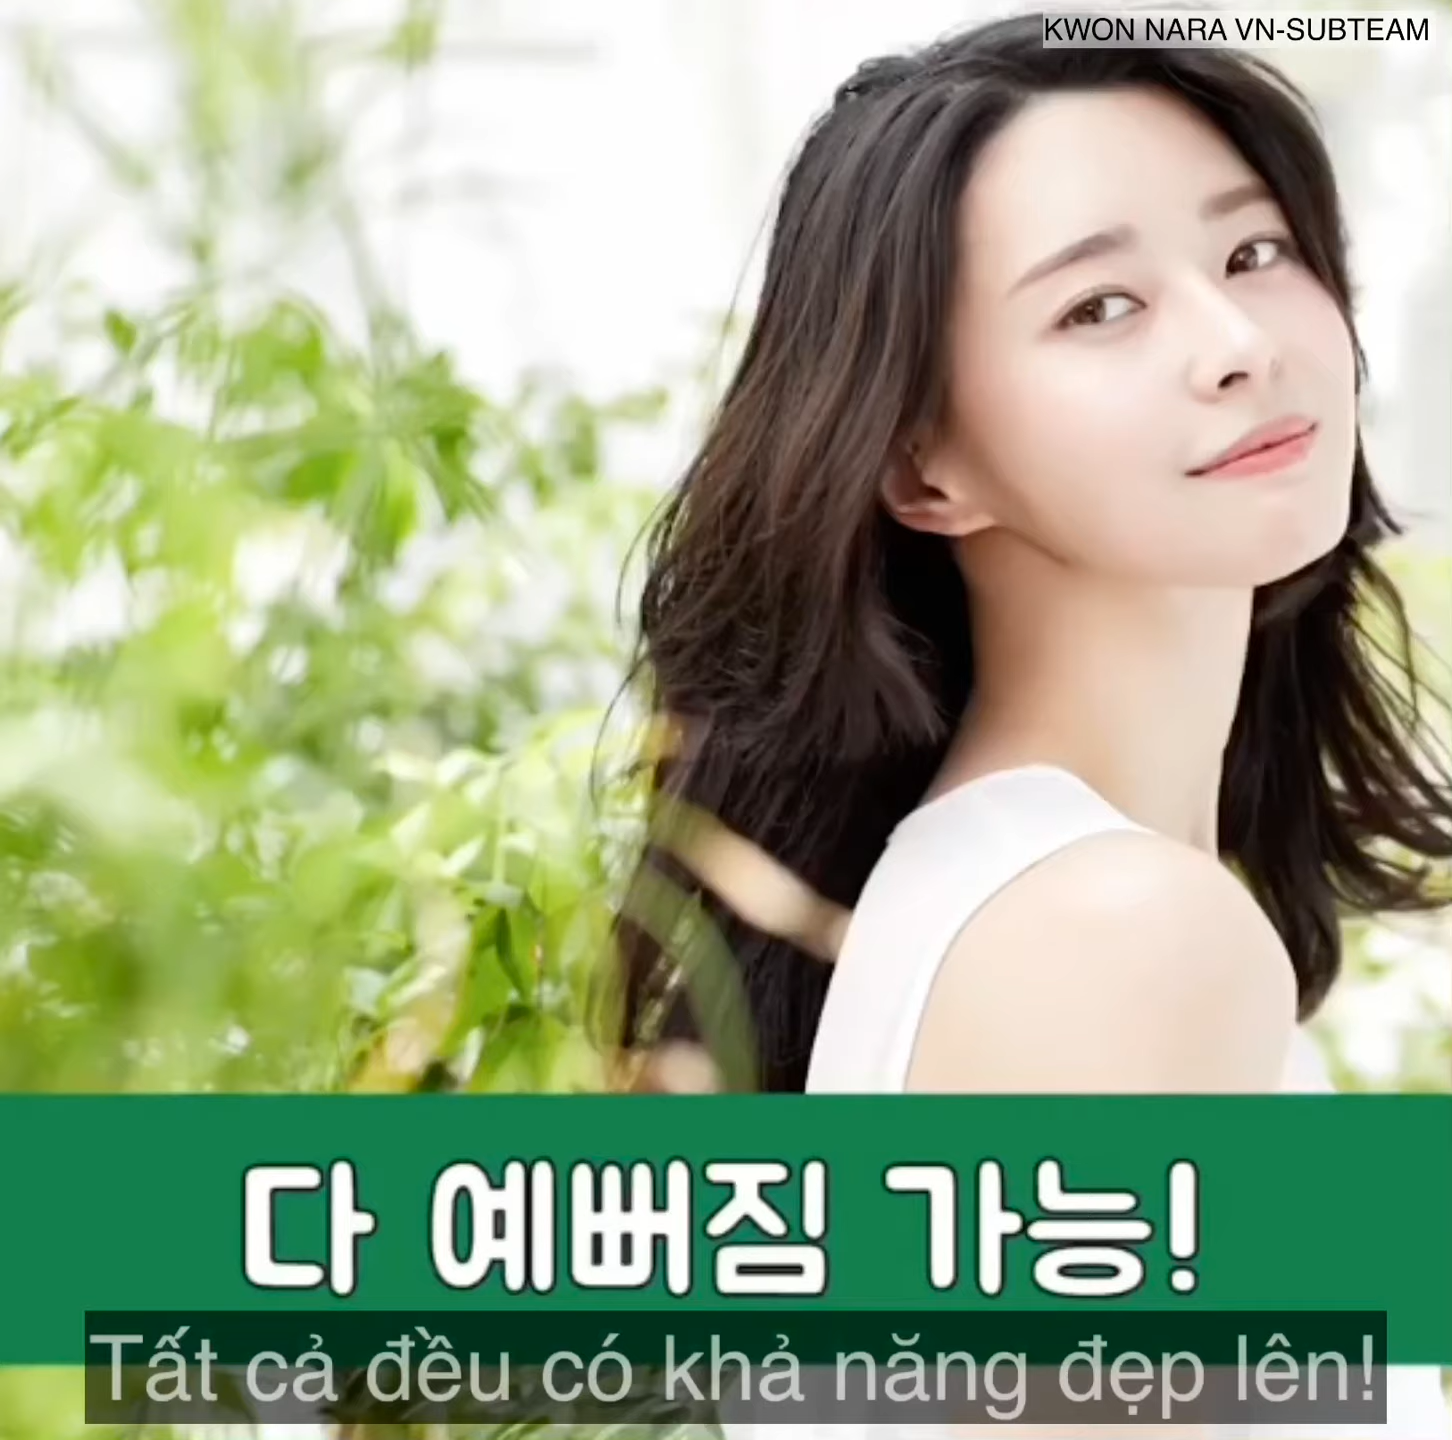 KWON NARA VN-SUBTEAM
다 예뻐짐 가능!
Tất cả đều có khả năng đẹp lên!